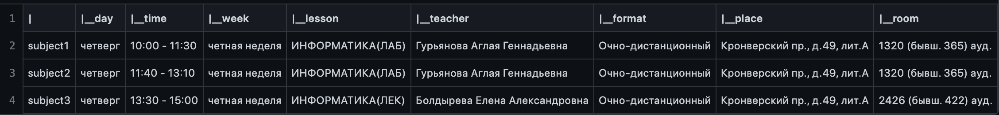 1 | |__day |__time |__week |__lesson |__teacher |__format |__place |__room
2 subject1 четверг 10:00 - 11:30 четная неделя ИНФОРМАТИКА(ЛАБ) Гурьянова Аглая Геннадьевна Очно-дистанционный Кронверский пр., д.49, лит.А 1320 (бывш. 365) ауд.
3 subject2 четверг 11:40 - 13:10 четная неделя ИНФОРМАТИКА(ЛАБ) Гурьянова Аглая Геннадьевна Очно-дистанционный Кронверский пр., д.49, лит.А 1320 (бывш. 365) ауд.
4 subject3 четверг 13:30 - 15:00 четная неделя ИНФОРМАТИКА(ЛЕК) Болдырева Елена Александровна Очно-дистанционный Кронверский пр., д.49, лит.А 2426 (бывш. 422) ауд.